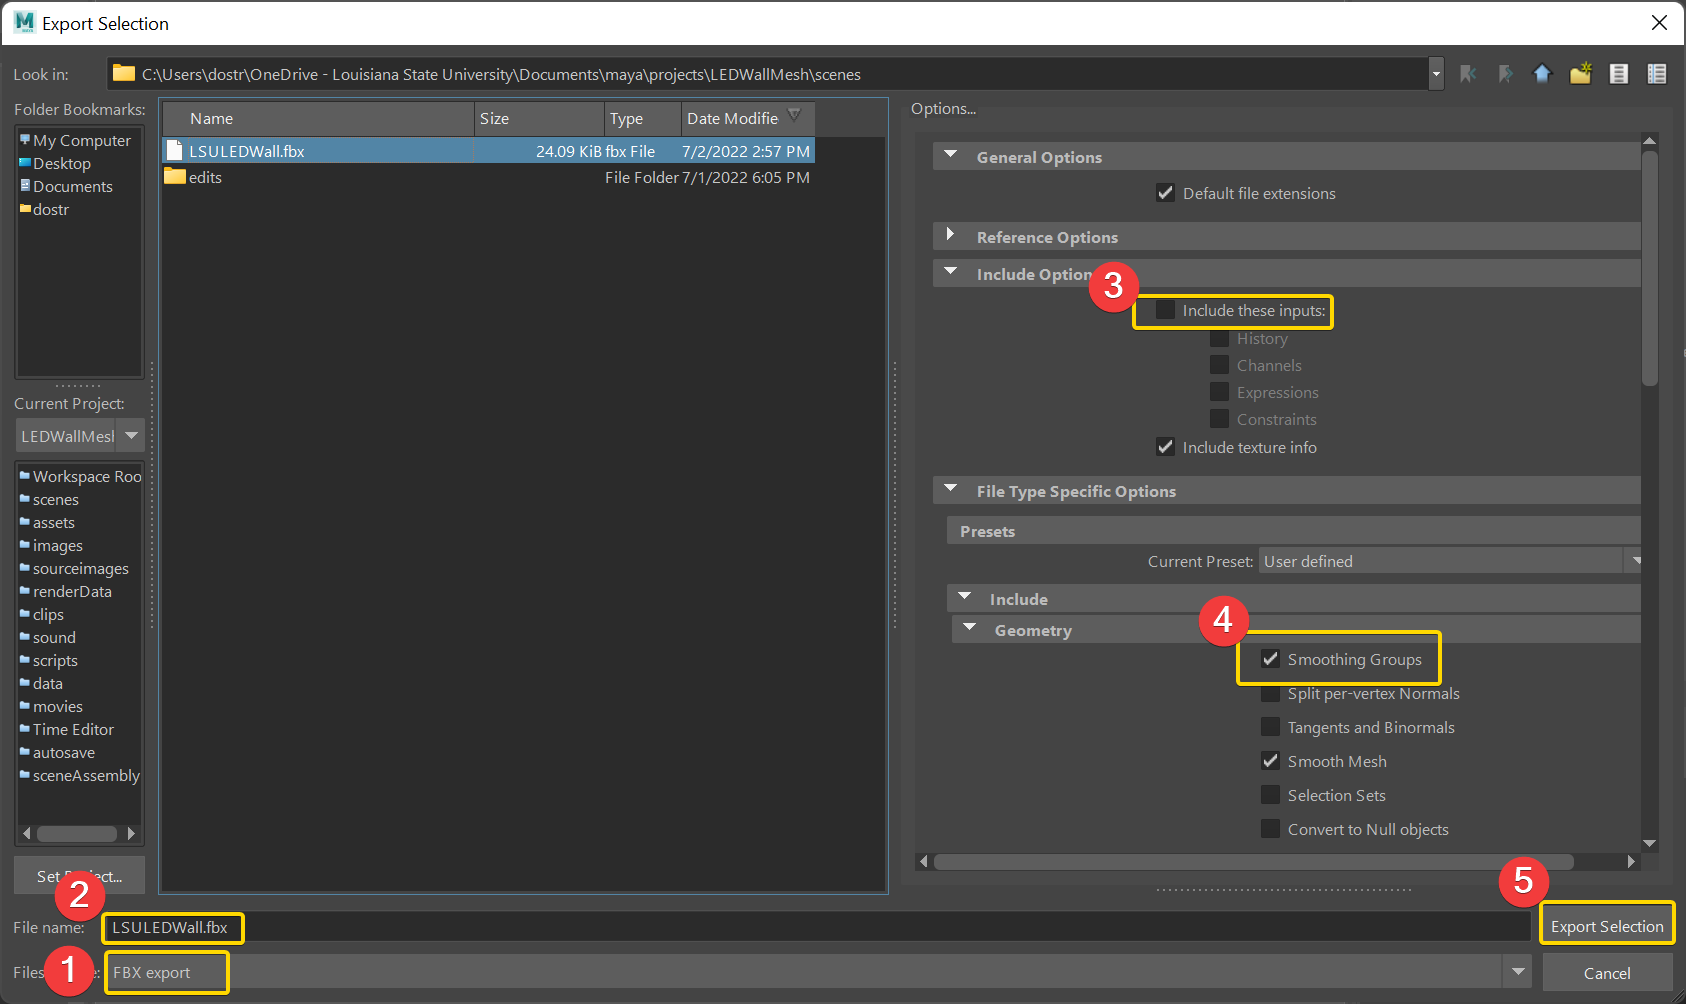 Export Selection
Look in: C:\Users\dostr\OneDrive - Louisiana State University\Documents\maya\projects\LEDWallMesh\scenes
Folder Bookmarks:
My Computer
Desktop
Documents
dostr
Name Size Type Date Modifie
LSULEDWall.fbx 24.09 KiB fbx File 7/2/2022 2:57 PM
edits File Folder 7/1/2022 6:05 PM
Current Project:
LEDWallMesl
Workspace Roo
scenes
assets
images
sourceimages
renderData
clips
sound
scripts
data
movies
Time Editor
autosave
sceneAssembly
Set Project...
2
Options...
General Options
Default file extensions
Reference Options
Include Option
3
Include these inputs:
History
Channels
Expressions
Constraints
Include texture info
File Type Specific Options
Presets
Current Preset: User defined
Include
Geometry
4
Smoothing Groups
Split per-vertex Normals
Tangents and Binormals
Smooth Mesh
Selection Sets
Convert to Null objects
5
File name: LSULEDWall.fbx
Export Selection
Files e: FBX export
1
Cancel